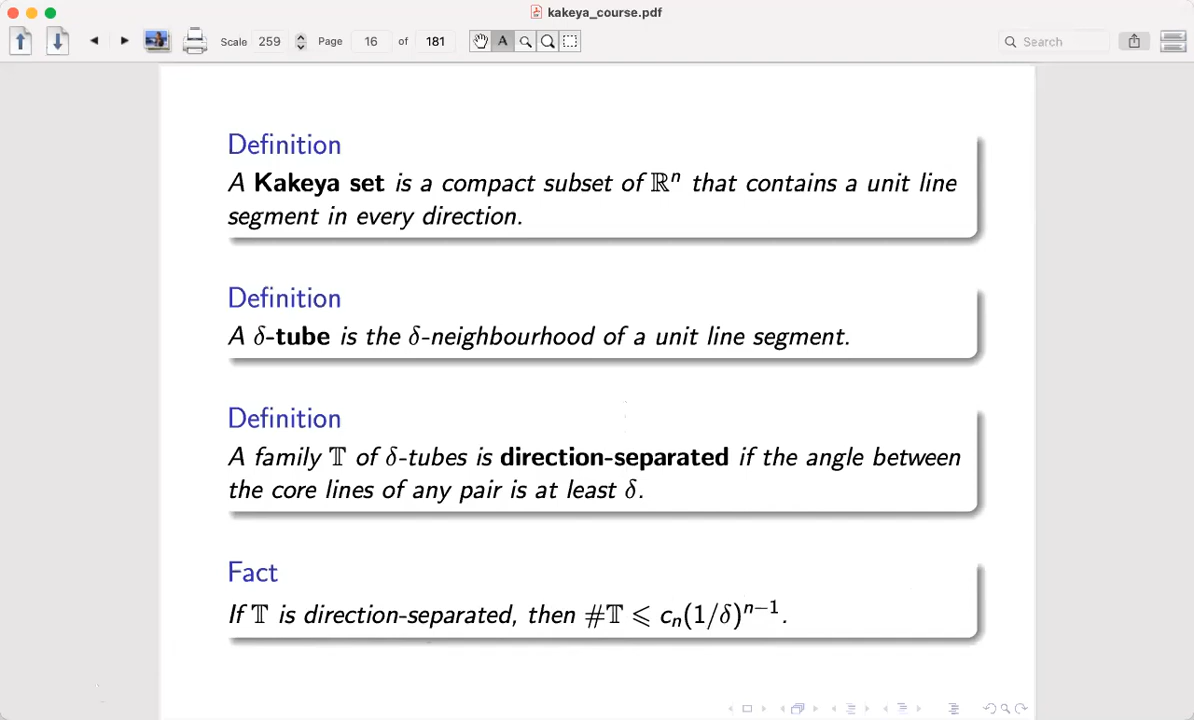 kakeya_course.pdf
Scale 259 Page 16 of 181 A Search
Definition
A Kakeya set is a compact subset of ℝⁿ that contains a unit line
segment in every direction.
Definition
A δ-tube is the δ-neighbourhood of a unit line segment.
Definition
A family 𝕋 of δ-tubes is direction-separated if the angle between
the core lines of any pair is at least δ.
Fact
If 𝕋 is direction-separated, then #𝕋 ⩽ cₙ(1/δ)ⁿ⁻¹.